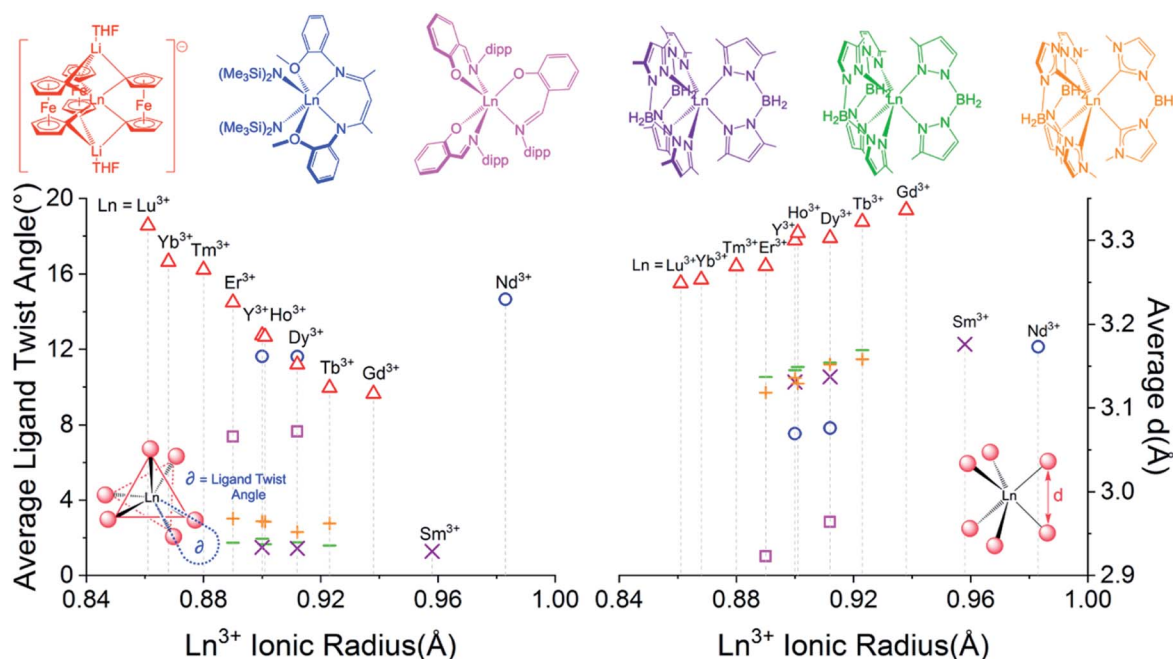 THF
Li
Fe
Fe
Ln
Fe
Li
THF
⊖
O
(Me3Si)2N
N
Ln
(Me3Si)2N
N
O
dipp
N
O
O
Ln
O
N
N
dipp
dipp
N N
N
N N
BH2
N
Ln
BH2
H2B
N
N
N N
N
N N
BH2
N
Ln
BH2
H2B
N
N
N N
N
N N
BH2
Ln
BH
H2B
N
N
Average Ligand Twist Angle(°)
20
16
12
8
4
0
Ln = Lu3+
Yb3+
Tm3+
Er3+
Y3+
Ho3+
Dy3+
Tb3+
Gd3+
Nd3+
Sm3+
Ln
∂ = Ligand Twist
Angle
∂
0.84 0.88 0.92 0.96 1.00
Ln3+ Ionic Radius(Å)
Ln = Lu3+
Yb3+
Tm3+
Er3+
Y3+
Ho3+
Dy3+
Tb3+
Gd3+
Sm3+
Nd3+
Ln
d
3.3
3.2
3.1
3.0
2.9
Average d(Å)
0.84 0.88 0.92 0.96 1.00
Ln3+ Ionic Radius(Å)